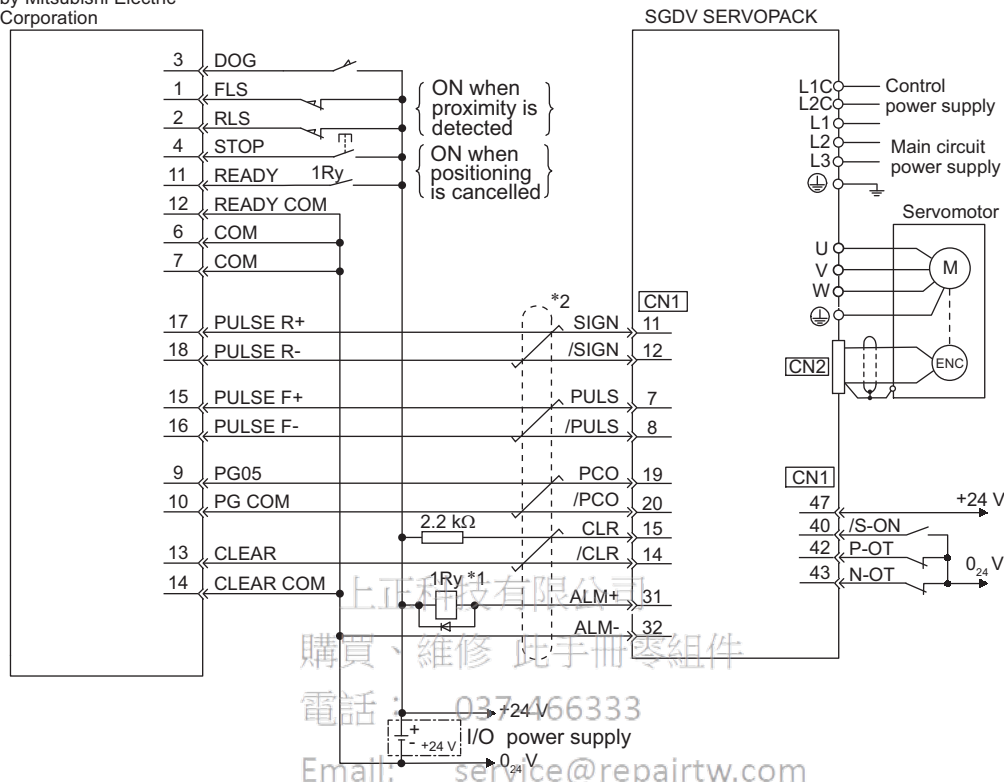 by Mitsubishi Electric
Corporation
SGDV SERVOPACK
3 DOG
1 FLS
2 RLS
4 STOP
11 READY 1Ry
12 READY COM
6 COM
7 COM
ON when
proximity is
detected
ON when
positioning
is cancelled
L1C
L2C
L1
L2
L3
Control
power supply
Main circuit
power supply
Servomotor
U
V
W
M
CN2
ENC
*2
CN1
17 PULSE R+ SIGN 11
18 PULSE R- /SIGN 12
15 PULSE F+ PULS 7
16 PULSE F- /PULS 8
9 PG05 PCO 19
10 PG COM /PCO 20
2.2 kΩ CLR 15
13 CLEAR /CLR 14
14 CLEAR COM
1Ry *1 ALM+ 31
ALM- 32
CN1
47 +24 V
40 /S-ON
42 P-OT
43 N-OT
0₂₄ V
上正科技有限公司
購買、維修 此手冊零組件
電話: 037-466333
Email: service@repairtw.com
+24 V
+
-
+24 V
I/O power supply
0₂₄ V